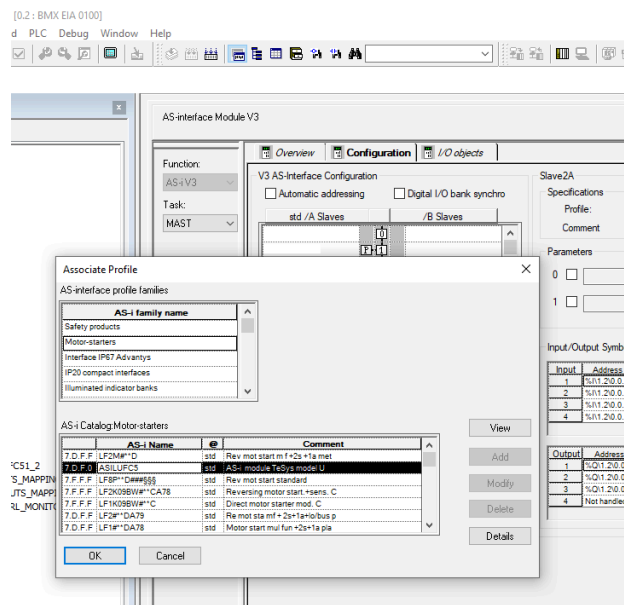 [0.2 : BMX EIA 0100]
d PLC Debug Window Help
AS-interface Module V3
Overview Configuration I/O objects
Function:
AS-i V3
Task:
MAST
V3 AS-Interface Configuration
Automatic addressing Digital I/O bank synchro
std /A Slaves /B Slaves
0
P 1
Slave2A
Specifications
Profile:
Comment
Parameters
0
1
Input/Output Symb
Input Address
1 %I\1.2\0.0.
2 %I\1.2\0.0.
3 %I\1.2\0.0.
4 %I\1.2\0.0.
Output Address
1 %Q\1.2\0.0
2 %Q\1.2\0.0
3 %Q\1.2\0.0
4 Not handled
FC51_2
TS_MAPPIN
UTS_MAPPI
RL_MONITO
Associate Profile
AS-interface profile families
AS-i family name
Safety products
Motor-starters
Interface IP67 Advantys
IP20 compact interfaces
Illuminated indicator banks
AS-i Catalog:Motor-starters
AS-i Name @ Comment
7.D.F.F LF2M#**D std Rev mot start m f +2s +1a met
7.D.F.0 ASILUFC5 std AS-i module TeSys model U
7.F.F.F LF8P**D###§§§ std Rev mot start standard
7.F.F.F LF2K09BW#**CA78 std Reversing motor start.+sens. C
7.F.F.F LF1K09BW#**C std Direct motor starter mod. C
7.D.F.F LF2#**DA79 std Re mot sta mf + 2s+1a+lo/bus p
7.D.F.F LF1#**DA78 std Motor start mul fun +2s+1a pla
View
Add
Modify
Delete
Details
OK Cancel